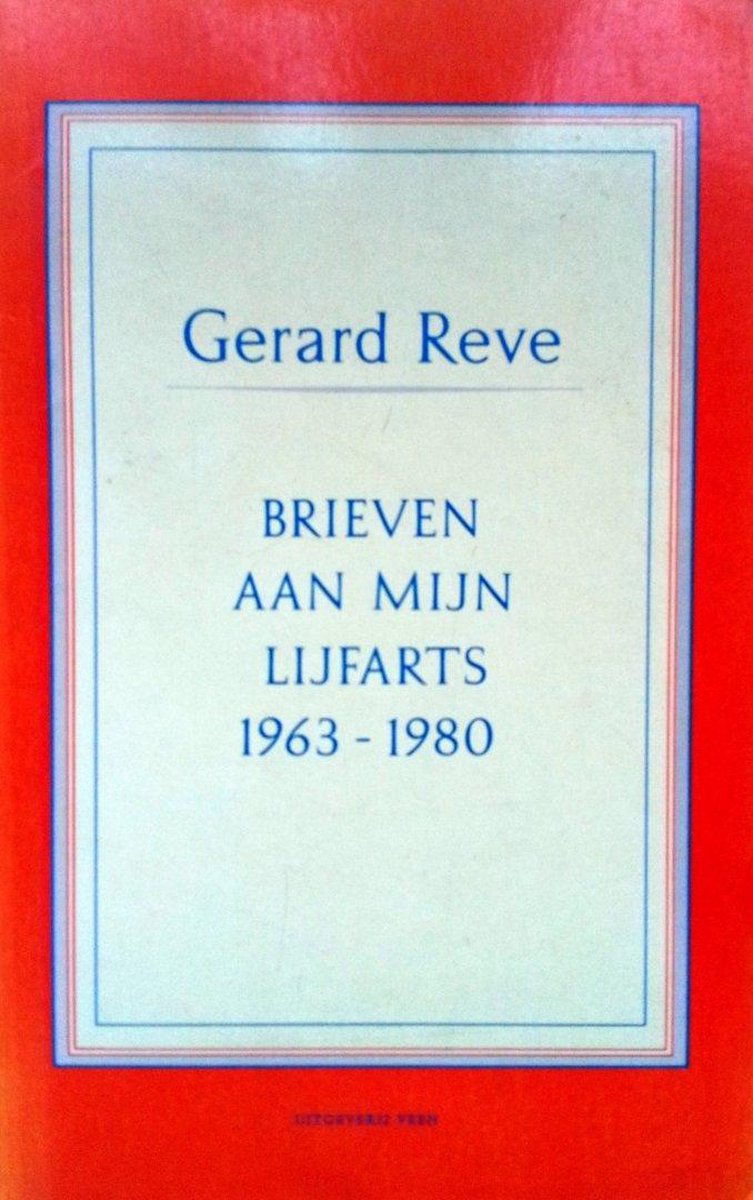 Gerard Reve
BRIEVEN
AAN MIJN
LIJFARTS
1963 - 1980
UITGEVERIJ VEEN